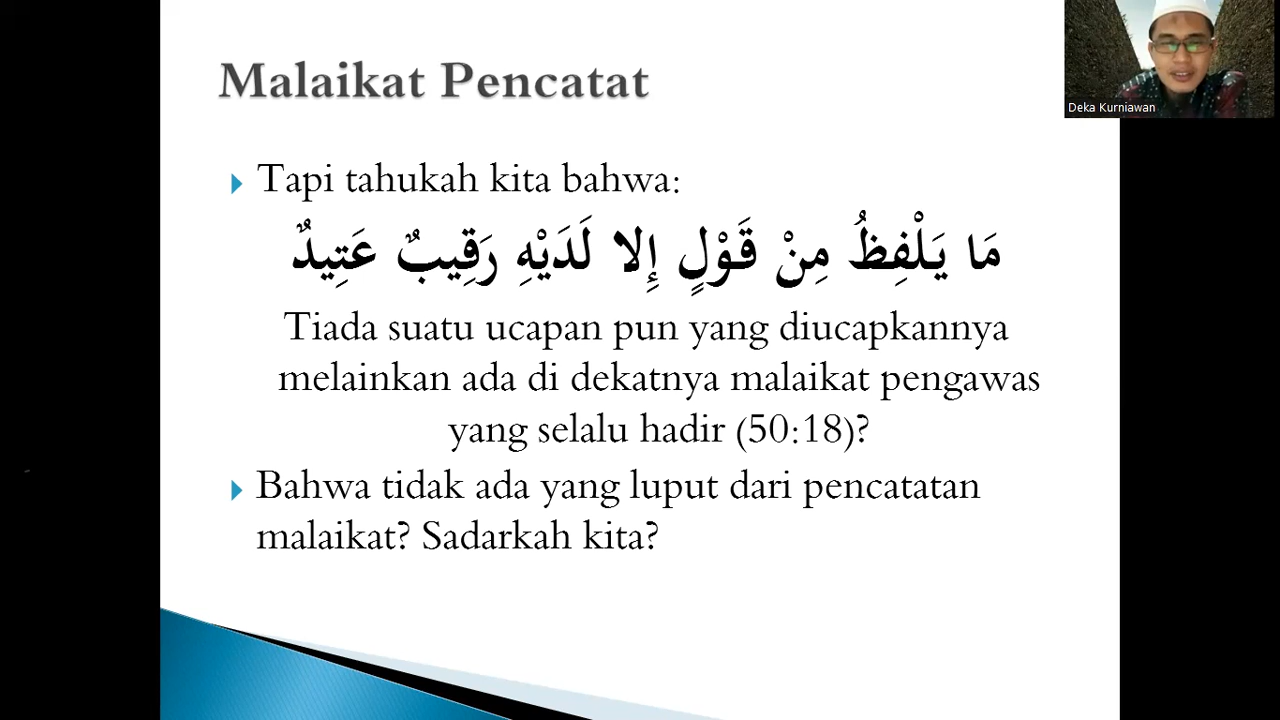 Malaikat Pencatat
Deka Kurniawan
Tapi tahukah kita bahwa:
مَا يَلْفِظُ مِنْ قَوْلٍ إِلا لَدَيْهِ رَقِيبٌ عَتِيدٌ
Tiada suatu ucapan pun yang diucapkannya
melainkan ada di dekatnya malaikat pengawas
yang selalu hadir (50:18)?
Bahwa tidak ada yang luput dari pencatatan
malaikat? Sadarkah kita?